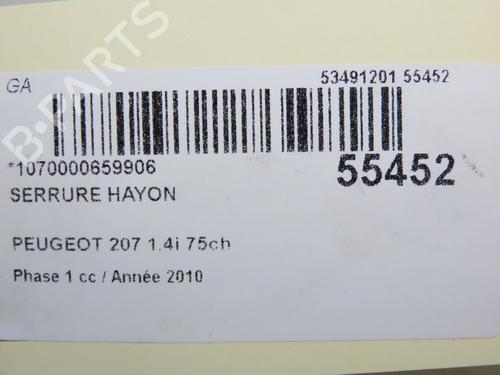 GA
53491201 55452
*1070000659906
55452
SERRURE HAYON
PEUGEOT 207 1.4i 75ch
Phase 1 cc / Année 2010
B-PARTS